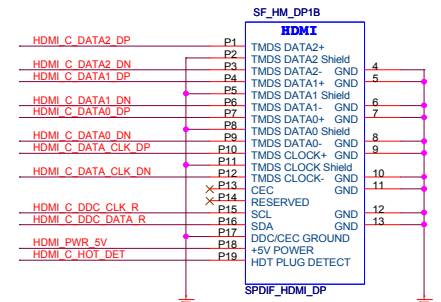 SF_HM_DP1B
HDMI
HDMI_C_DATA2_DP P1 TMDS DATA2+
P2 TMDS DATA2 Shield
HDMI_C_DATA2_DN P3 TMDS DATA2- GND 4
HDMI_C_DATA1_DP P4 TMDS DATA1+ GND 5
P5 TMDS DATA1 Shield
HDMI_C_DATA1_DN P6 TMDS DATA1- GND 6
HDMI_C_DATA0_DP P7 TMDS DATA0+ GND 7
P8 TMDS DATA0 Shield
HDMI_C_DATA0_DN P9 TMDS DATA0- GND 8
HDMI_C_DATA_CLK_DP P10 TMDS CLOCK+ GND 9
P11 TMDS CLOCK Shield
HDMI_C_DATA_CLK_DN P12 TMDS CLOCK- GND 10
P13 CEC GND 11
P14 RESERVED
HDMI_C_DDC_CLK_R P15 SCL GND 12
HDMI_C_DDC_DATA_R P16 SDA GND 13
P17 DDC/CEC GROUND
HDMI_PWR_5V P18 +5V POWER
HDMI_C_HOT_DET P19 HDT PLUG DETECT
SPDIF_HDMI_DP